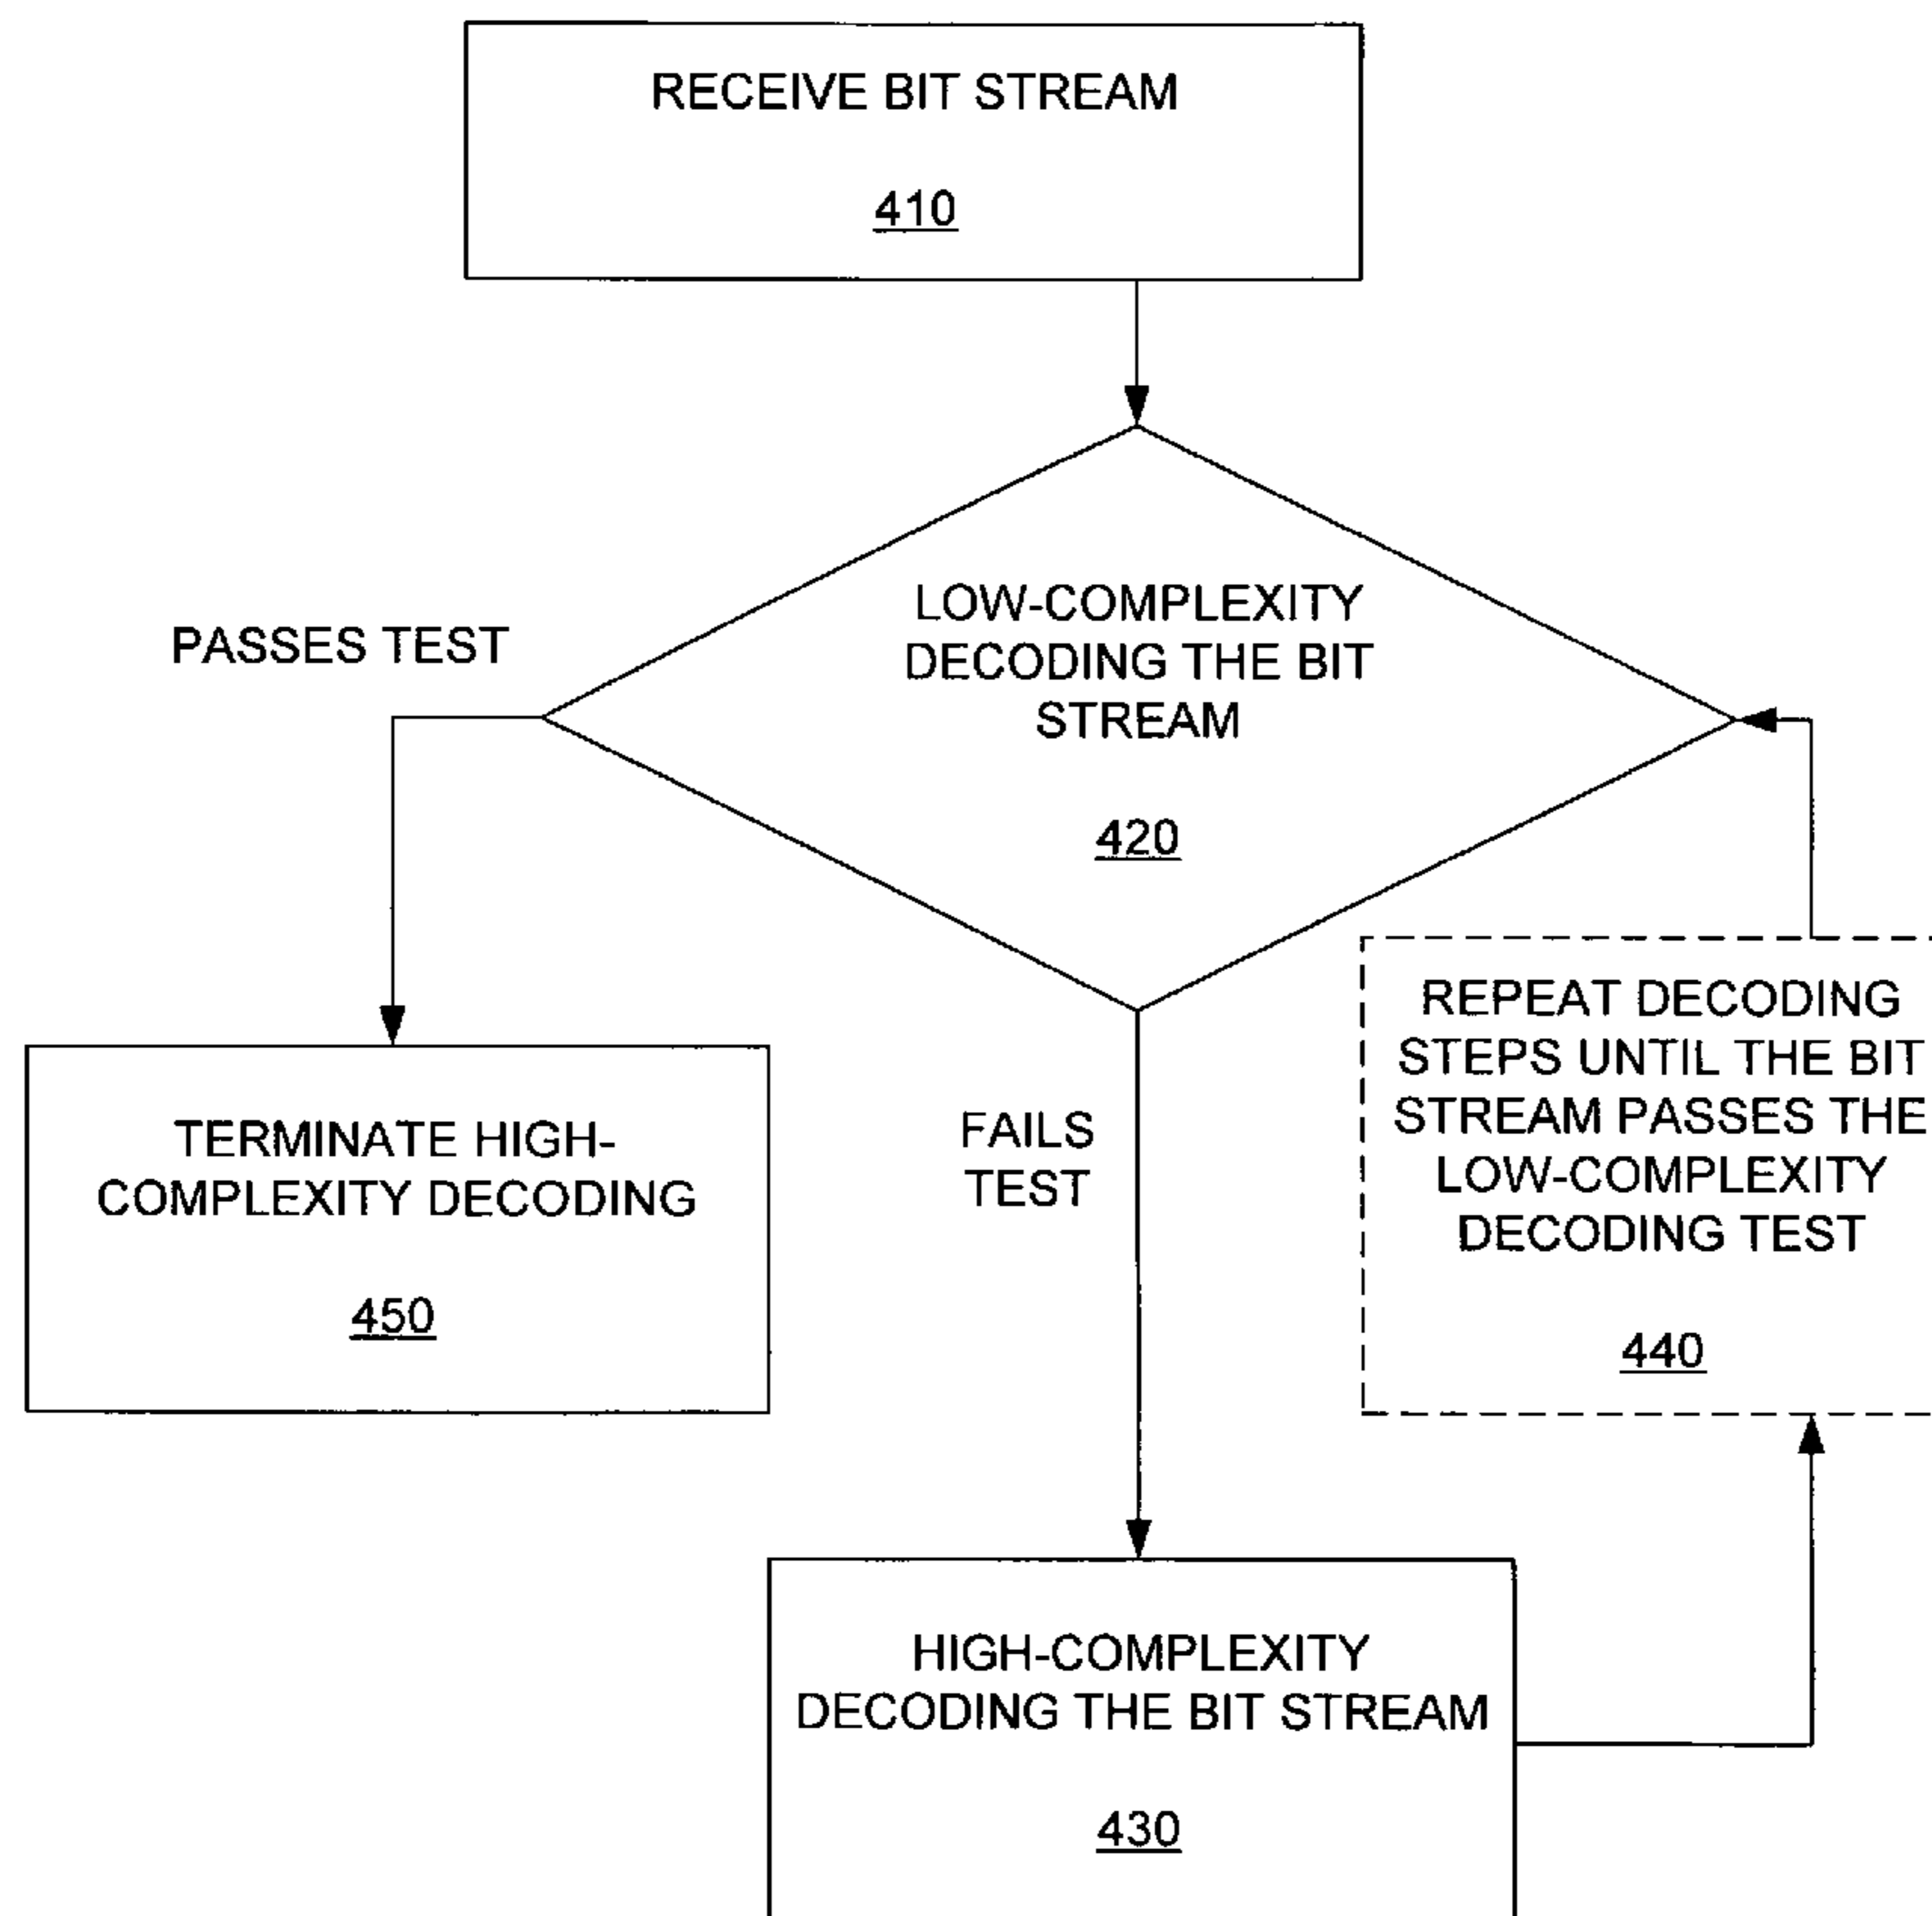 RECEIVE BIT STREAM
410
LOW-COMPLEXITY
DECODING THE BIT
STREAM
420
PASSES TEST
FAILS
TEST
TERMINATE HIGH-
COMPLEXITY DECODING
450
REPEAT DECODING
STEPS UNTIL THE BIT
STREAM PASSES THE
LOW-COMPLEXITY
DECODING TEST
440
HIGH-COMPLEXITY
DECODING THE BIT STREAM
430